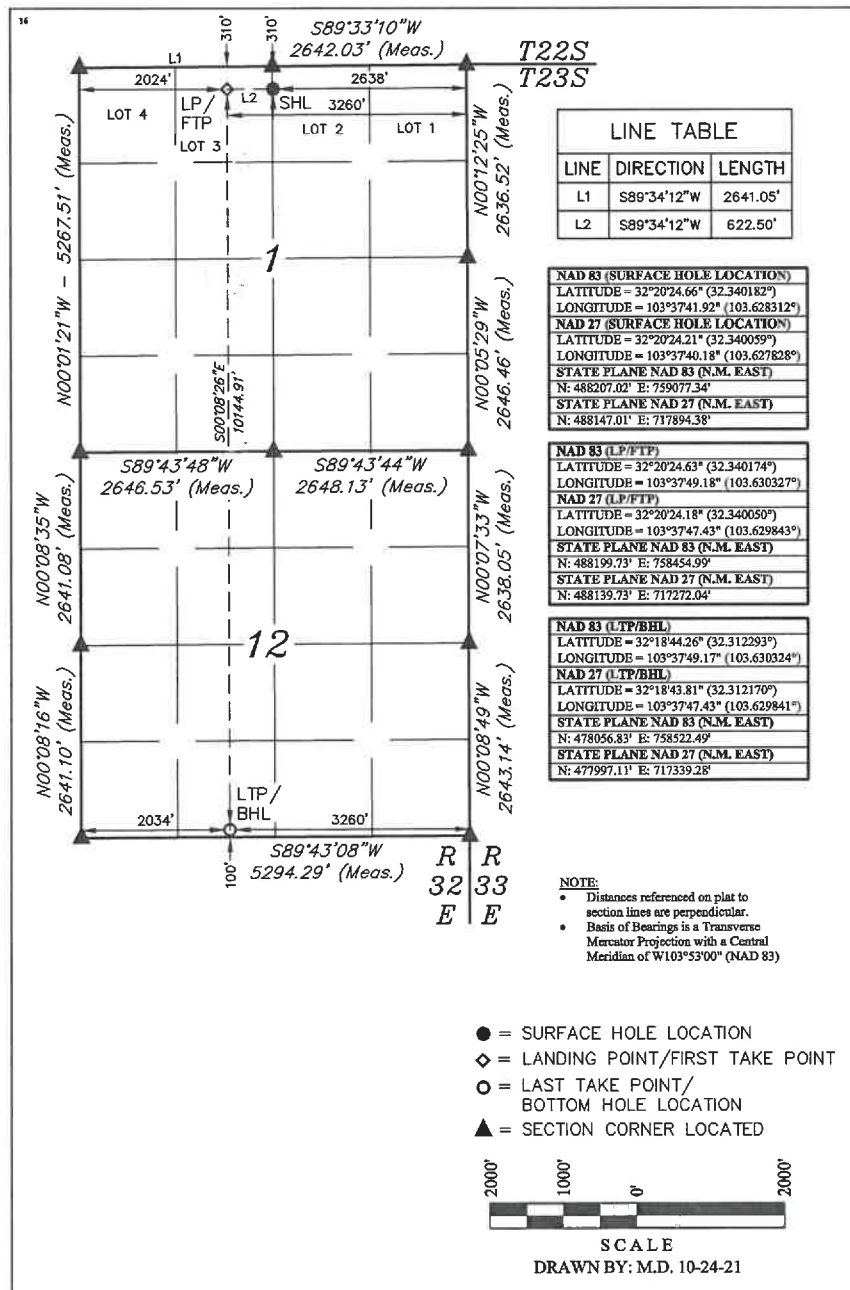 16
310'
310'
S89°33'10"W
2642.03' (Meas.)
L1
T22S
T23S
2024'
2638'
L2
LP/
FTP
SHL
3260'
LOT 4
LOT 3
LOT 2
LOT 1
N00°12'25"W
2636.52' (Meas.)
N00°01'21"W - 5267.51' (Meas.)
1
N00°05'29"W
2646.46' (Meas.)
S00°08'26"E
10144.91'
S89°43'48"W
2646.53' (Meas.)
S89°43'44"W
2648.13' (Meas.)
N00°08'35"W
2641.08' (Meas.)
N00°07'33"W
2638.05' (Meas.)
12
N00°08'16"W
2641.10' (Meas.)
N00°08'49"W
2643.14' (Meas.)
LTP/
BHL
2034'
3260'
100'
S89°43'08"W
5294.29' (Meas.)
R R
32 33
E E
LINE TABLE
LINE DIRECTION LENGTH
L1 S89°34'12"W 2641.05'
L2 S89°34'12"W 622.50'
NAD 83 (SURFACE HOLE LOCATION)
LATITUDE = 32°20'24.66" (32.340182°)
LONGITUDE = 103°37'41.92" (103.628312°)
NAD 27 (SURFACE HOLE LOCATION)
LATITUDE = 32°20'24.21" (32.340059°)
LONGITUDE = 103°37'40.18" (103.627828°)
STATE PLANE NAD 83 (N.M. EAST)
N: 488207.02' E: 759077.34'
STATE PLANE NAD 27 (N.M. EAST)
N: 488147.01' E: 717894.38'
NAD 83 (LP/FTP)
LATITUDE = 32°20'24.63" (32.340174°)
LONGITUDE = 103°37'49.18" (103.630327°)
NAD 27 (LP/FTP)
LATITUDE = 32°20'24.18" (32.340050°)
LONGITUDE = 103°37'47.43" (103.629843°)
STATE PLANE NAD 83 (N.M. EAST)
N: 488199.73' E: 758454.99'
STATE PLANE NAD 27 (N.M. EAST)
N: 488139.73' E: 717272.04'
NAD 83 (LTP/BHL)
LATITUDE = 32°18'44.26" (32.312293°)
LONGITUDE = 103°37'49.17" (103.630324°)
NAD 27 (LTP/BHL)
LATITUDE = 32°18'43.81" (32.312170°)
LONGITUDE = 103°37'47.43" (103.629841°)
STATE PLANE NAD 83 (N.M. EAST)
N: 478056.83' E: 758522.49'
STATE PLANE NAD 27 (N.M. EAST)
N: 477997.11' E: 717339.28'
NOTE:
• Distances referenced on plat to
section lines are perpendicular.
• Basis of Bearings is a Transverse
Mercator Projection with a Central
Meridian of W103°53'00" (NAD 83)
= SURFACE HOLE LOCATION
= LANDING POINT/FIRST TAKE POINT
= LAST TAKE POINT/
BOTTOM HOLE LOCATION
= SECTION CORNER LOCATED
2000' 1000' 0' 2000'
SCALE
DRAWN BY: M.D. 10-24-21